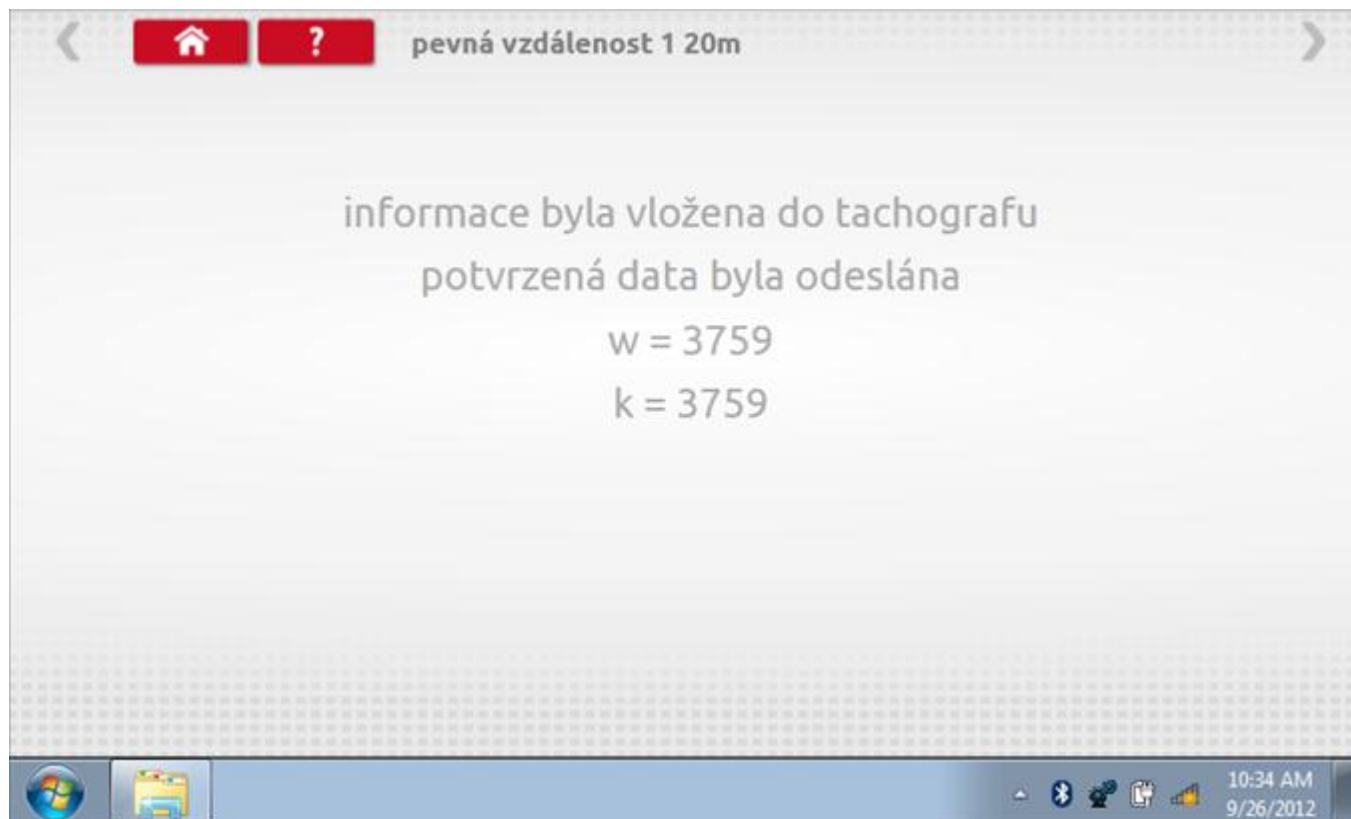 ? pevná vzdálenost 1 20m
informace byla vložena do tachografu
potvrzená data byla odeslána
w = 3759
k = 3759
10:34 AM
9/26/2012